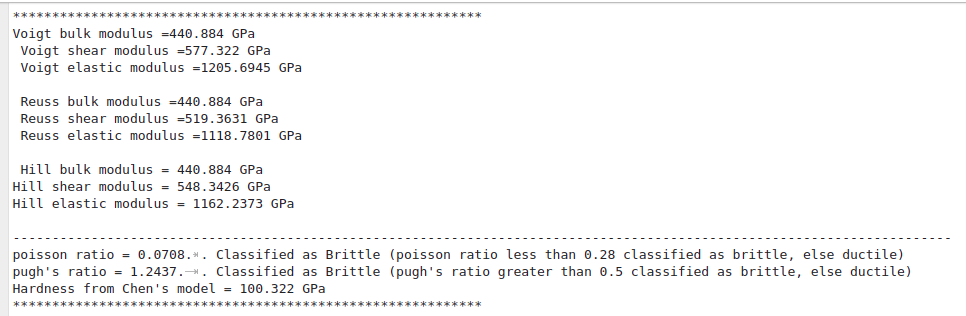 ************************************************************
Voigt bulk modulus =440.884 GPa
Voigt shear modulus =577.322 GPa
Voigt elastic modulus =1205.6945 GPa
Reuss bulk modulus =440.884 GPa
Reuss shear modulus =519.3631 GPa
Reuss elastic modulus =1118.7801 GPa
Hill bulk modulus = 440.884 GPa
Hill shear modulus = 548.3426 GPa
Hill elastic modulus = 1162.2373 GPa
------------------------------------------------------------------------------------------------------------------------
poisson ratio = 0.0708.→. Classified as Brittle (poisson ratio less than 0.28 classified as brittle, else ductile)
pugh's ratio = 1.2437.→. Classified as Brittle (pugh's ratio greater than 0.5 classified as brittle, else ductile)
Hardness from Chen's model = 100.322 GPa
************************************************************